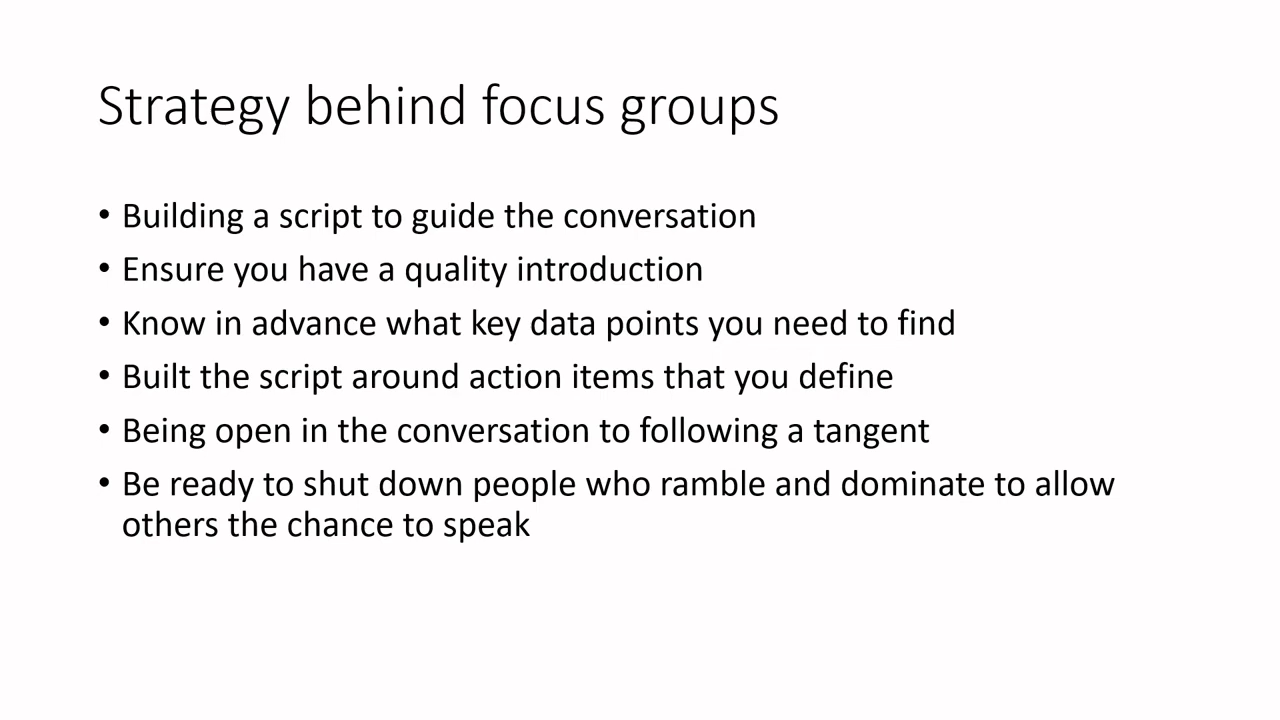 Strategy behind focus groups
• Building a script to guide the conversation
• Ensure you have a quality introduction
• Know in advance what key data points you need to find
• Built the script around action items that you define
• Being open in the conversation to following a tangent
• Be ready to shut down people who ramble and dominate to allow
others the chance to speak